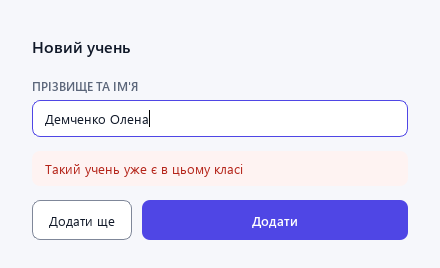 Новий учень
ПРІЗВИЩЕ ТА ІМ'Я
Демченко Олена
Такий учень уже є в цьому класі
Додати ще
Додати